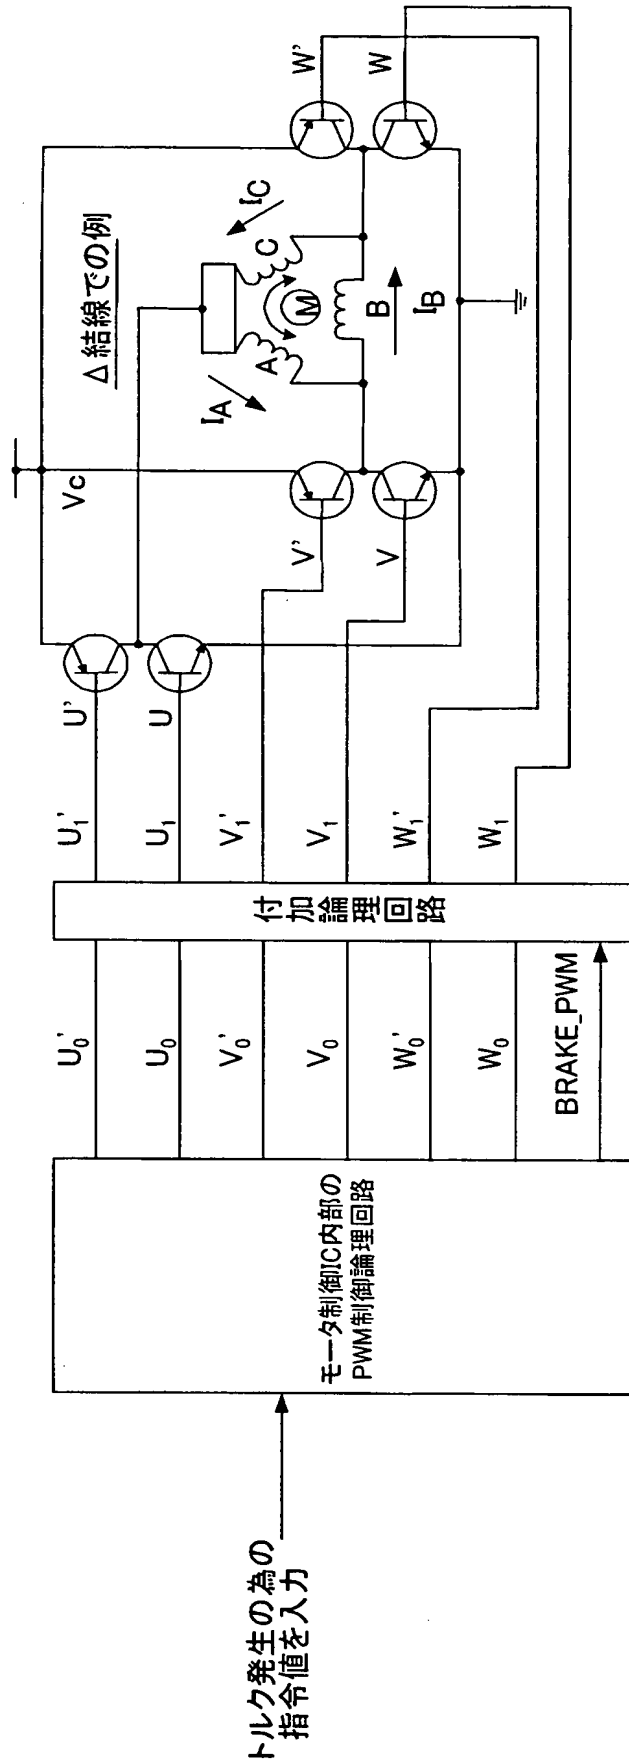 トルク発生の為の
指令値を入力
モータ制御IC内部の
PWM制御論理回路
U₀'
U₀
V₀'
V₀
W₀'
W₀
BRAKE_PWM
付加論理回路
U₁'
U₁
V₁'
V₁
W₁'
W₁
U'
U
V'
V
W'
W
Vc
Δ結線での例
I_A
A
M
C
I_C
B
I_B